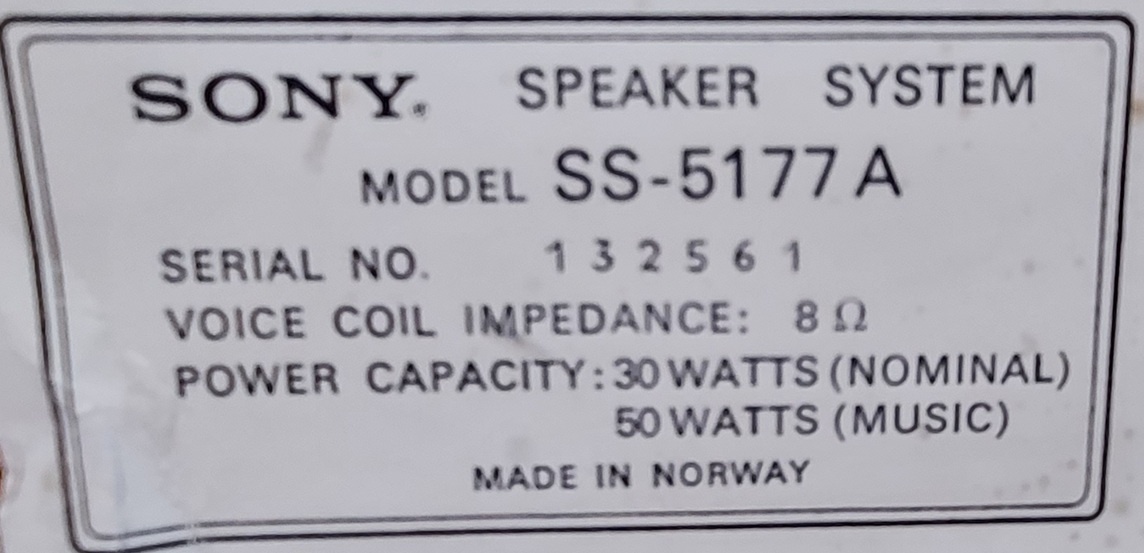 SONY® SPEAKER SYSTEM
MODEL SS-5177A
SERIAL NO. 132561
VOICE COIL IMPEDANCE: 8Ω
POWER CAPACITY: 30 WATTS (NOMINAL)
50 WATTS (MUSIC)
MADE IN NORWAY